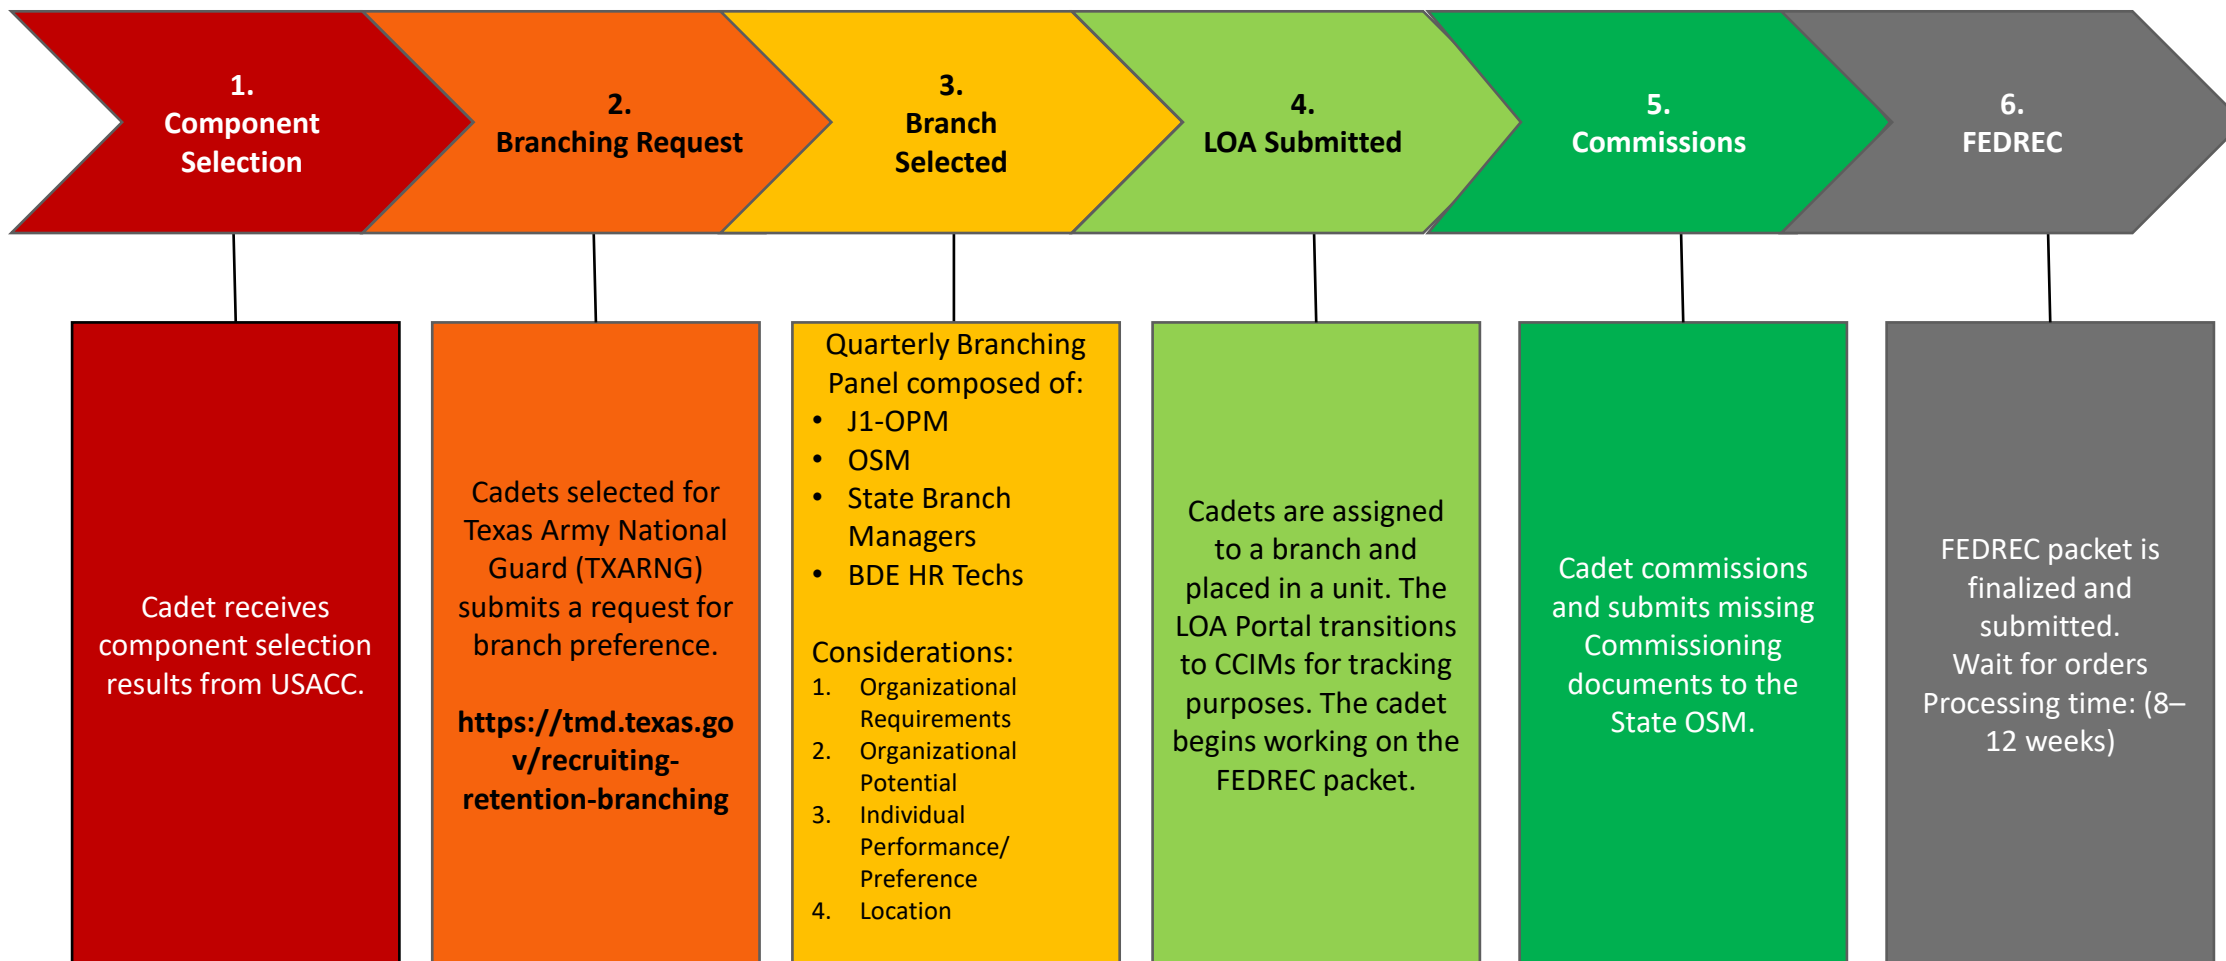 1.
Component
Selection
2.
Branching Request
3.
Branch
Selected
4.
LOA Submitted
5.
Commissions
6.
FEDREC
Cadet receives
component selection
results from USACC.
Cadets selected for
Texas Army National
Guard (TXARNG)
submits a request for
branch preference.
https://tmd.texas.go
v/recruiting-
retention-branching
Quarterly Branching
Panel composed of:
• J1-OPM
• OSM
• State Branch
Managers
• BDE HR Techs
Considerations:
1. Organizational
Requirements
2. Organizational
Potential
3. Individual
Performance/
Preference
4. Location
Cadets are assigned
to a branch and
placed in a unit. The
LOA Portal transitions
to CCIMs for tracking
purposes. The cadet
begins working on the
FEDREC packet.
Cadet commissions
and submits missing
Commissioning
documents to the
State OSM.
FEDREC packet is
finalized and
submitted.
Wait for orders
Processing time: (8–
12 weeks)